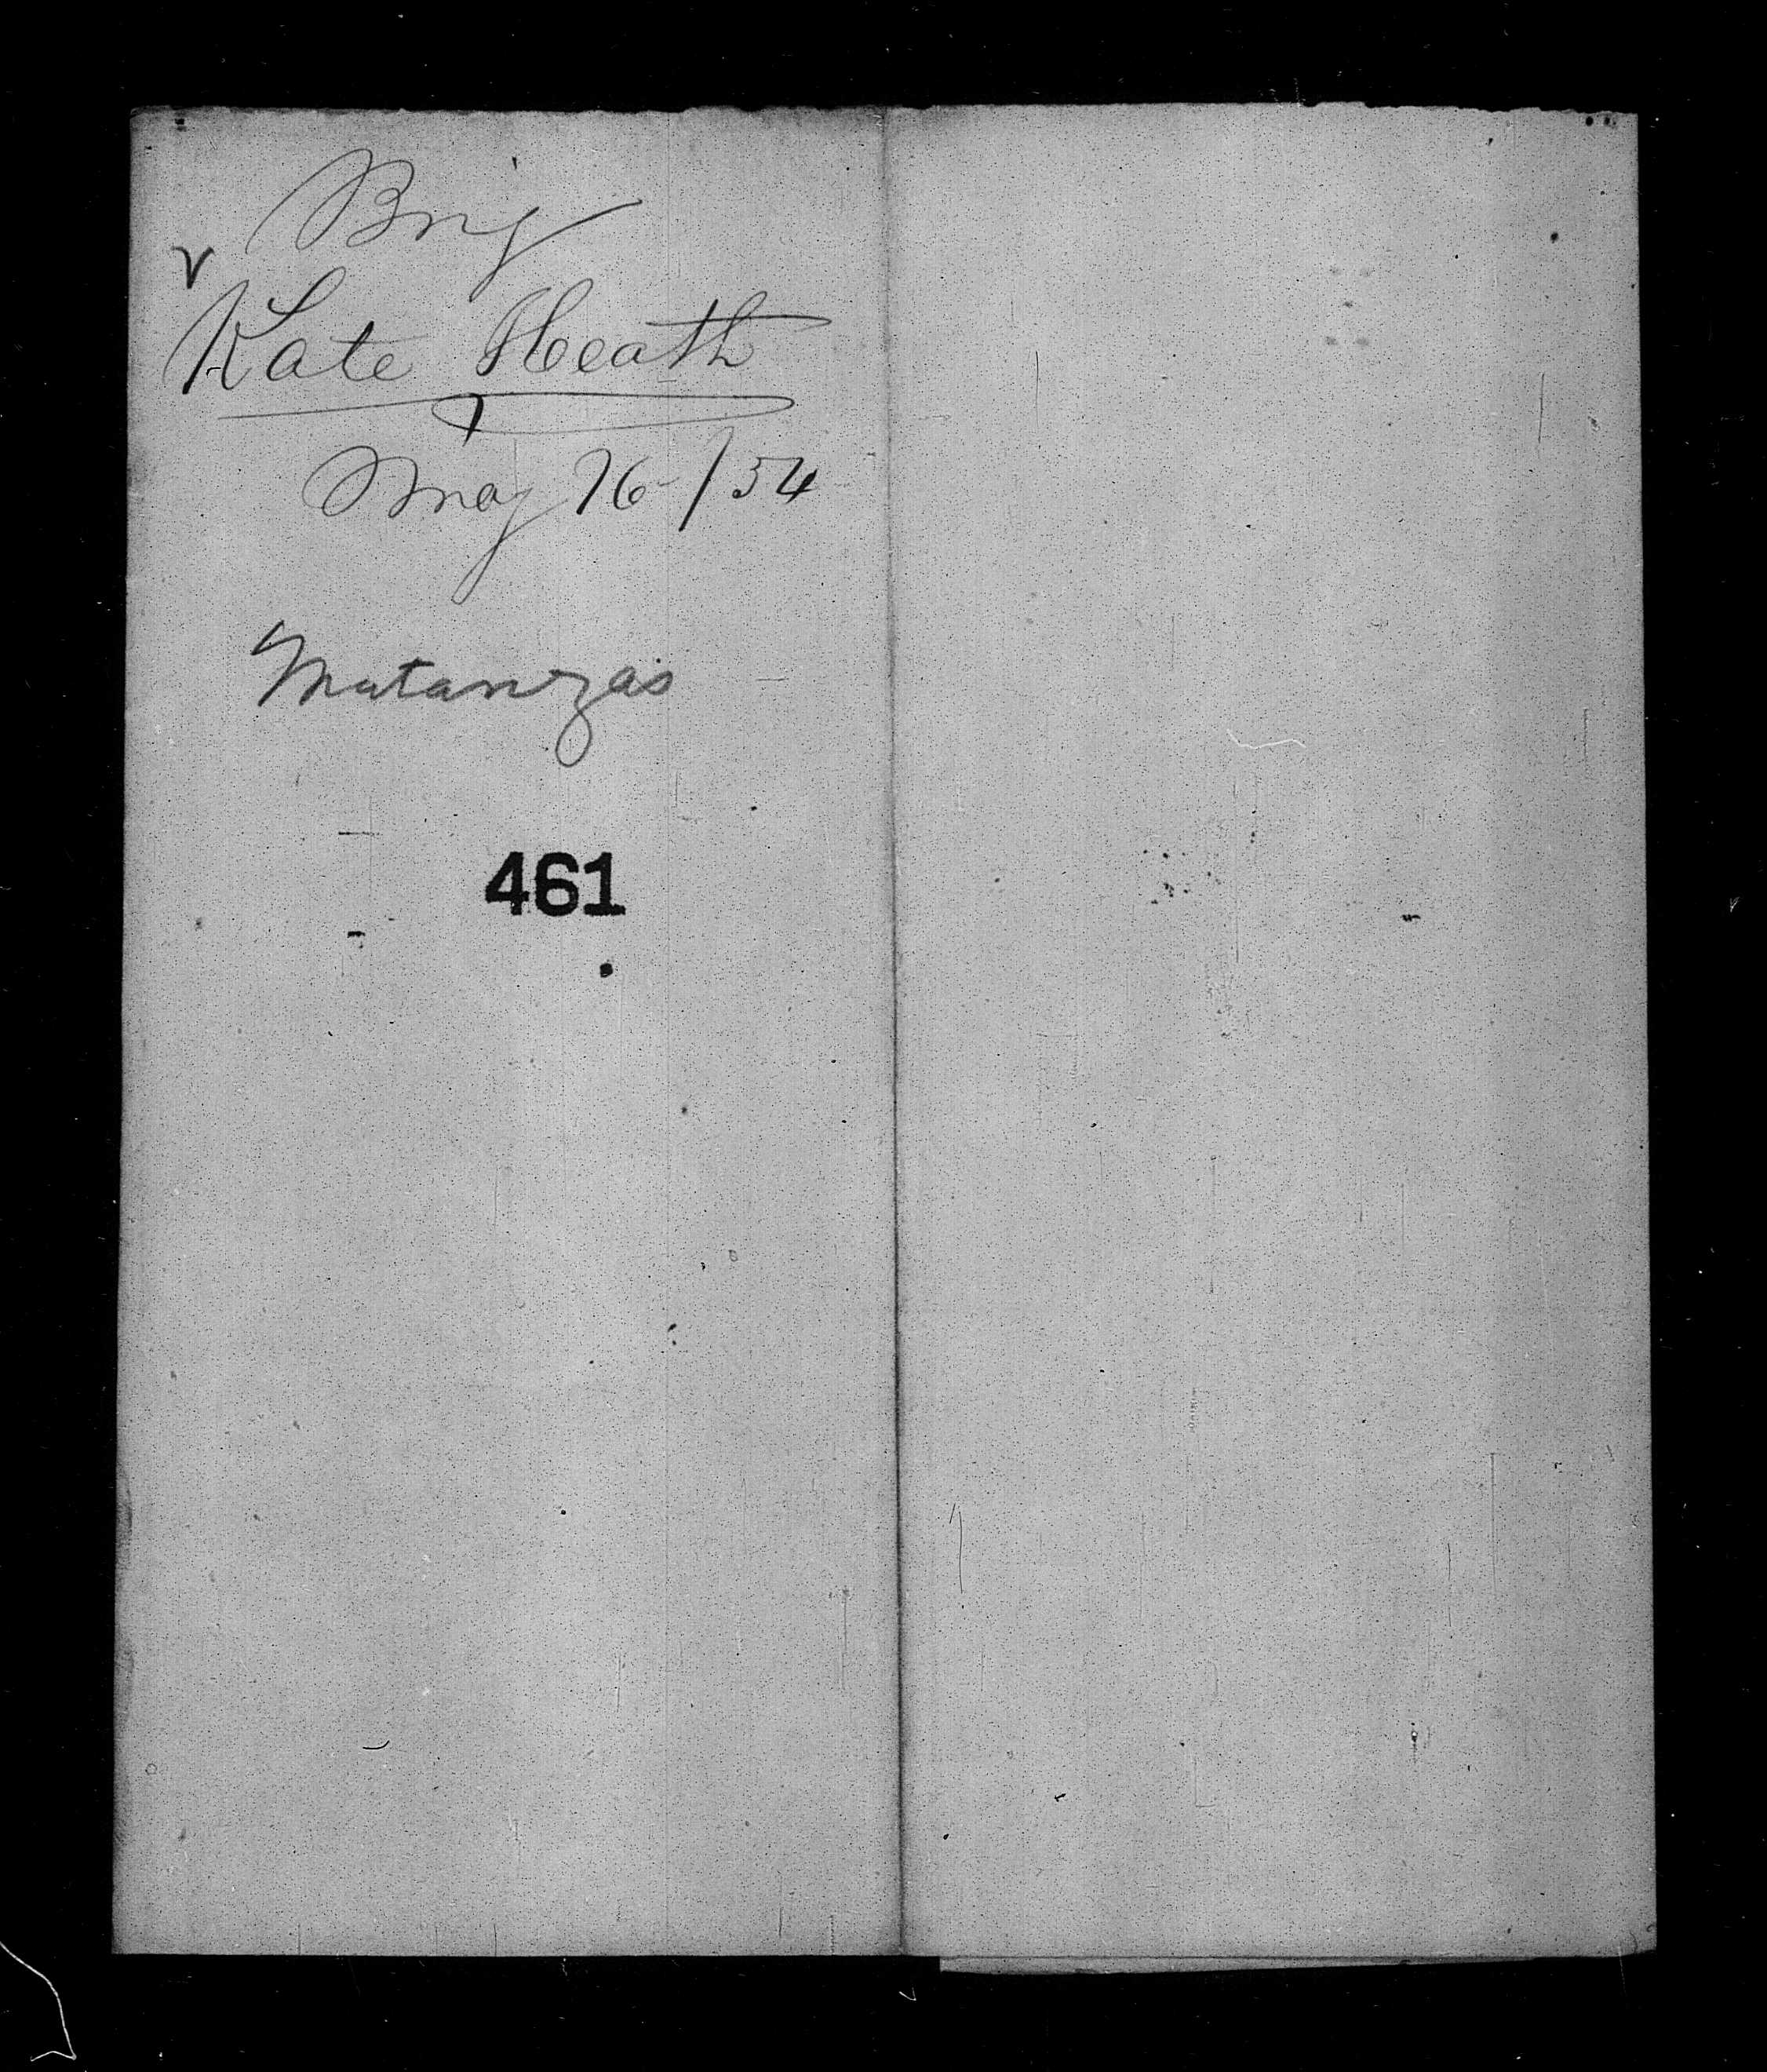 Brig
Kate Heath
May 16 - / 54
Matanzas
461